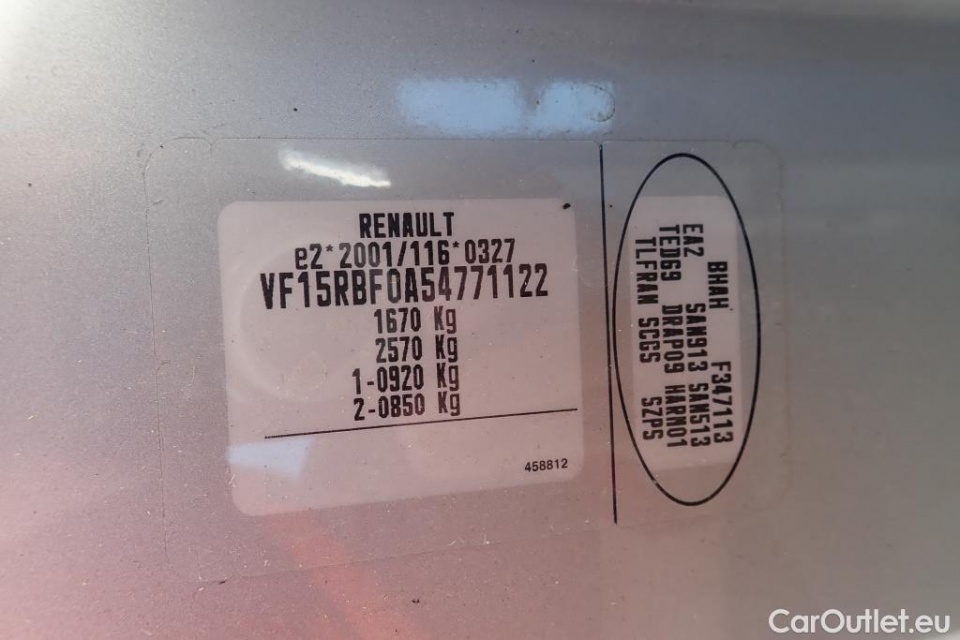 RENAULT
e2*2001/116*0327
VF15RBF0A54771122
1670 Kg
2570 Kg
1-0920 Kg
2-0850 Kg
458812
BHAH F347113
EA2 SAN913 SAN513
TED69 DRAP09 HARN01
TLFRAN SCGS SZPS
CarOutlet.eu